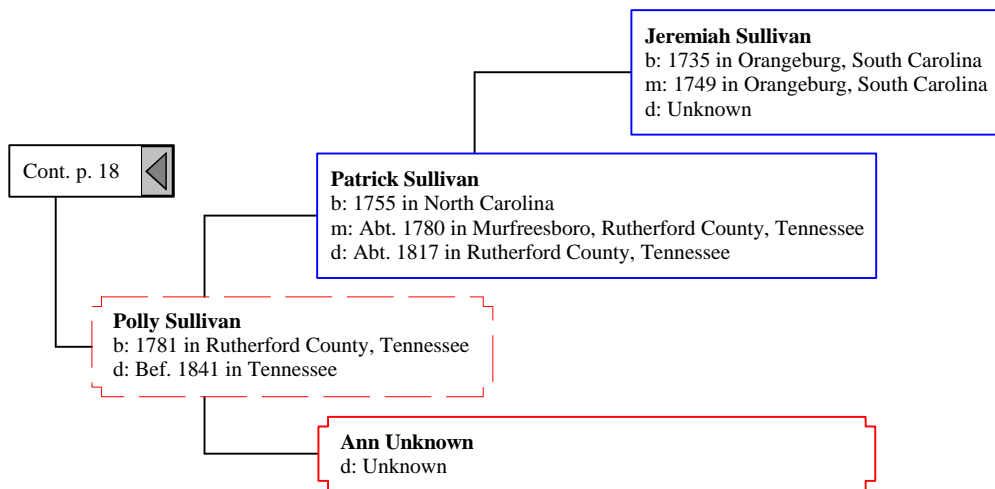 Jeremiah Sullivan
b: 1735 in Orangeburg, South Carolina
m: 1749 in Orangeburg, South Carolina
d: Unknown
Cont. p. 18
Patrick Sullivan
b: 1755 in North Carolina
m: Abt. 1780 in Murfreesboro, Rutherford County, Tennessee
d: Abt. 1817 in Rutherford County, Tennessee
Polly Sullivan
b: 1781 in Rutherford County, Tennessee
d: Bef. 1841 in Tennessee
Ann Unknown
d: Unknown